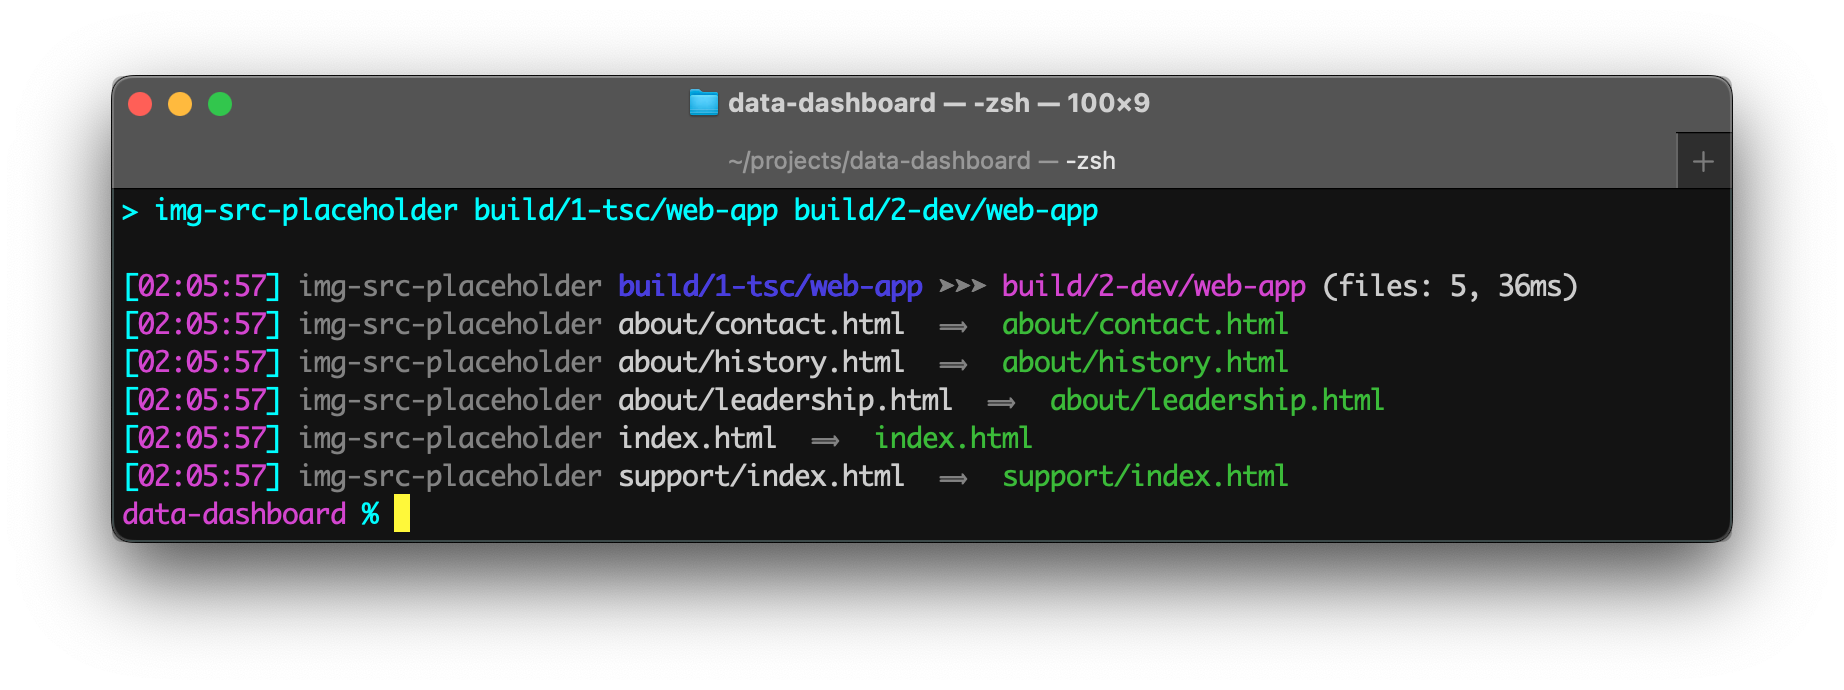 data-dashboard — -zsh — 100×9
~/projects/data-dashboard — -zsh
+
> img-src-placeholder build/1-tsc/web-app build/2-dev/web-app
[02:05:57] img-src-placeholder build/1-tsc/web-app ➤➤➤ build/2-dev/web-app (files: 5, 36ms)
[02:05:57] img-src-placeholder about/contact.html ⟹ about/contact.html
[02:05:57] img-src-placeholder about/history.html ⟹ about/history.html
[02:05:57] img-src-placeholder about/leadership.html ⟹ about/leadership.html
[02:05:57] img-src-placeholder index.html ⟹ index.html
[02:05:57] img-src-placeholder support/index.html ⟹ support/index.html
data-dashboard %